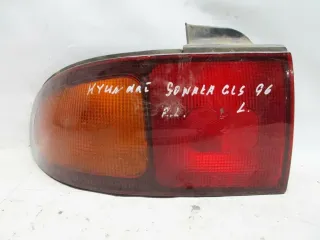 HYUNDAI SONATA GLS 96
P.L. L.